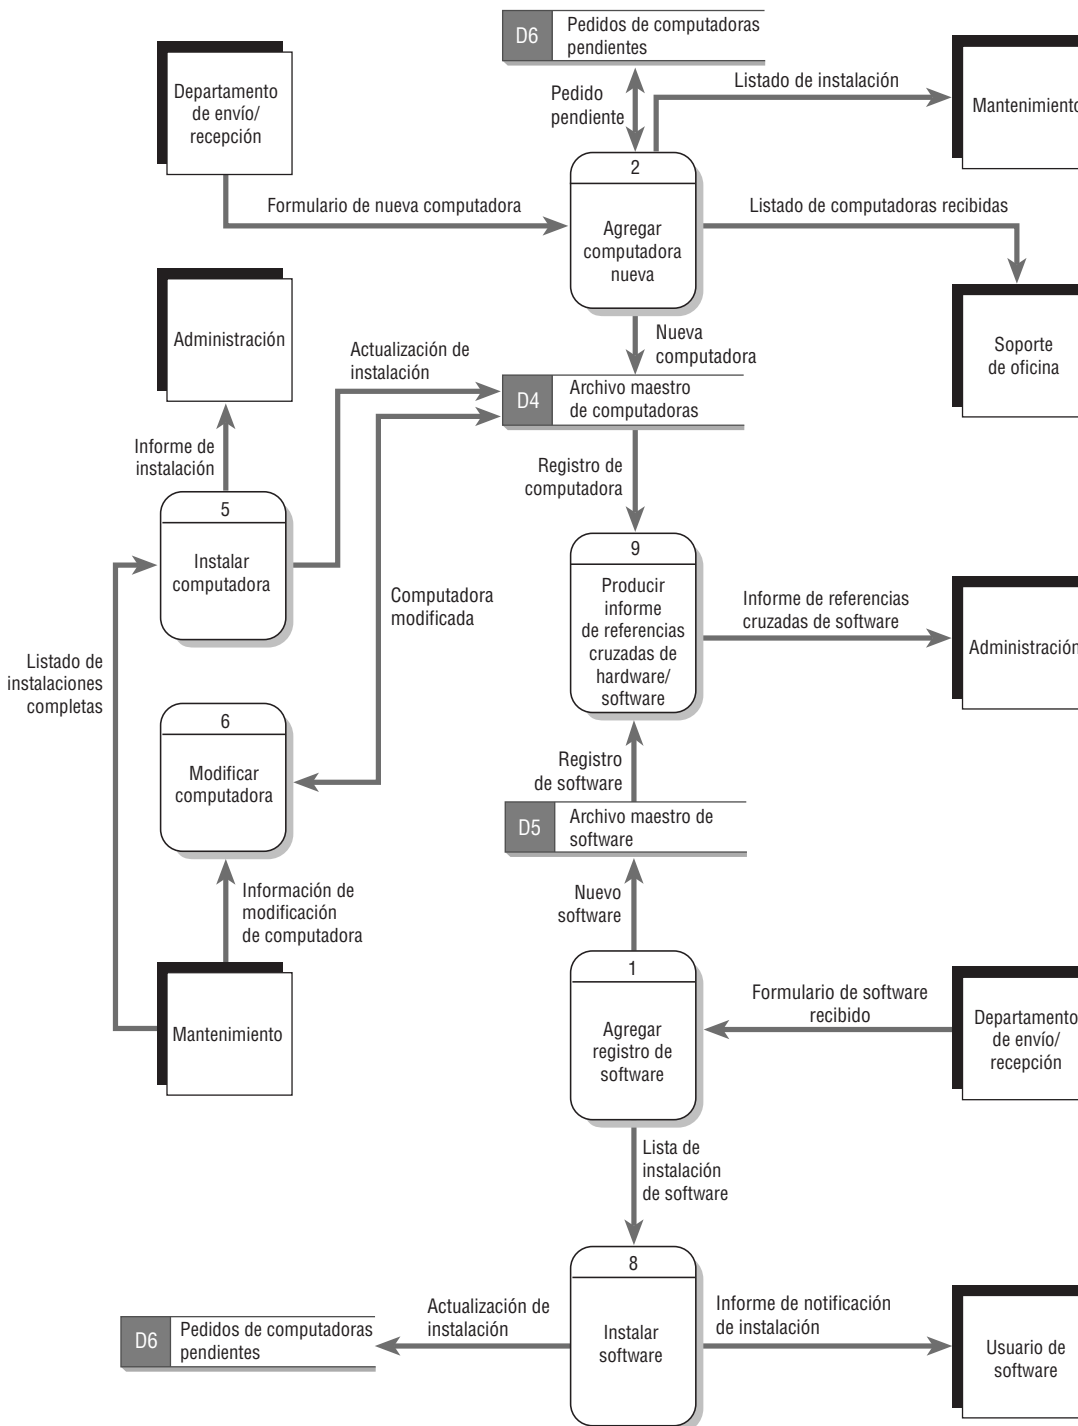 D6
Pedidos de computadoras
pendientes
Departamento
de envío/
recepción
Pedido
pendiente
Listado de instalación
Mantenimiento
2
Agregar
computadora
nueva
Formulario de nueva computadora
Listado de computadoras recibidas
Administración
Actualización de
instalación
Nueva
computadora
Soporte
de oficina
D4
Archivo maestro
de computadoras
Informe de
instalación
Registro de
computadora
5
Instalar
computadora
9
Producir
informe
de referencias
cruzadas de
hardware/
software
Computadora
modificada
Informe de referencias
cruzadas de software
Administración
Listado de
instalaciones
completas
6
Modificar
computadora
Registro
de software
D5
Archivo maestro de
software
Información de
modificación
de computadora
Nuevo
software
1
Agregar
registro de
software
Formulario de software
recibido
Departamento
de envío/
recepción
Mantenimiento
Lista de
instalación
de software
8
Instalar
software
Actualización de
instalación
Informe de notificación
de instalación
D6
Pedidos de computadoras
pendientes
Usuario de
software